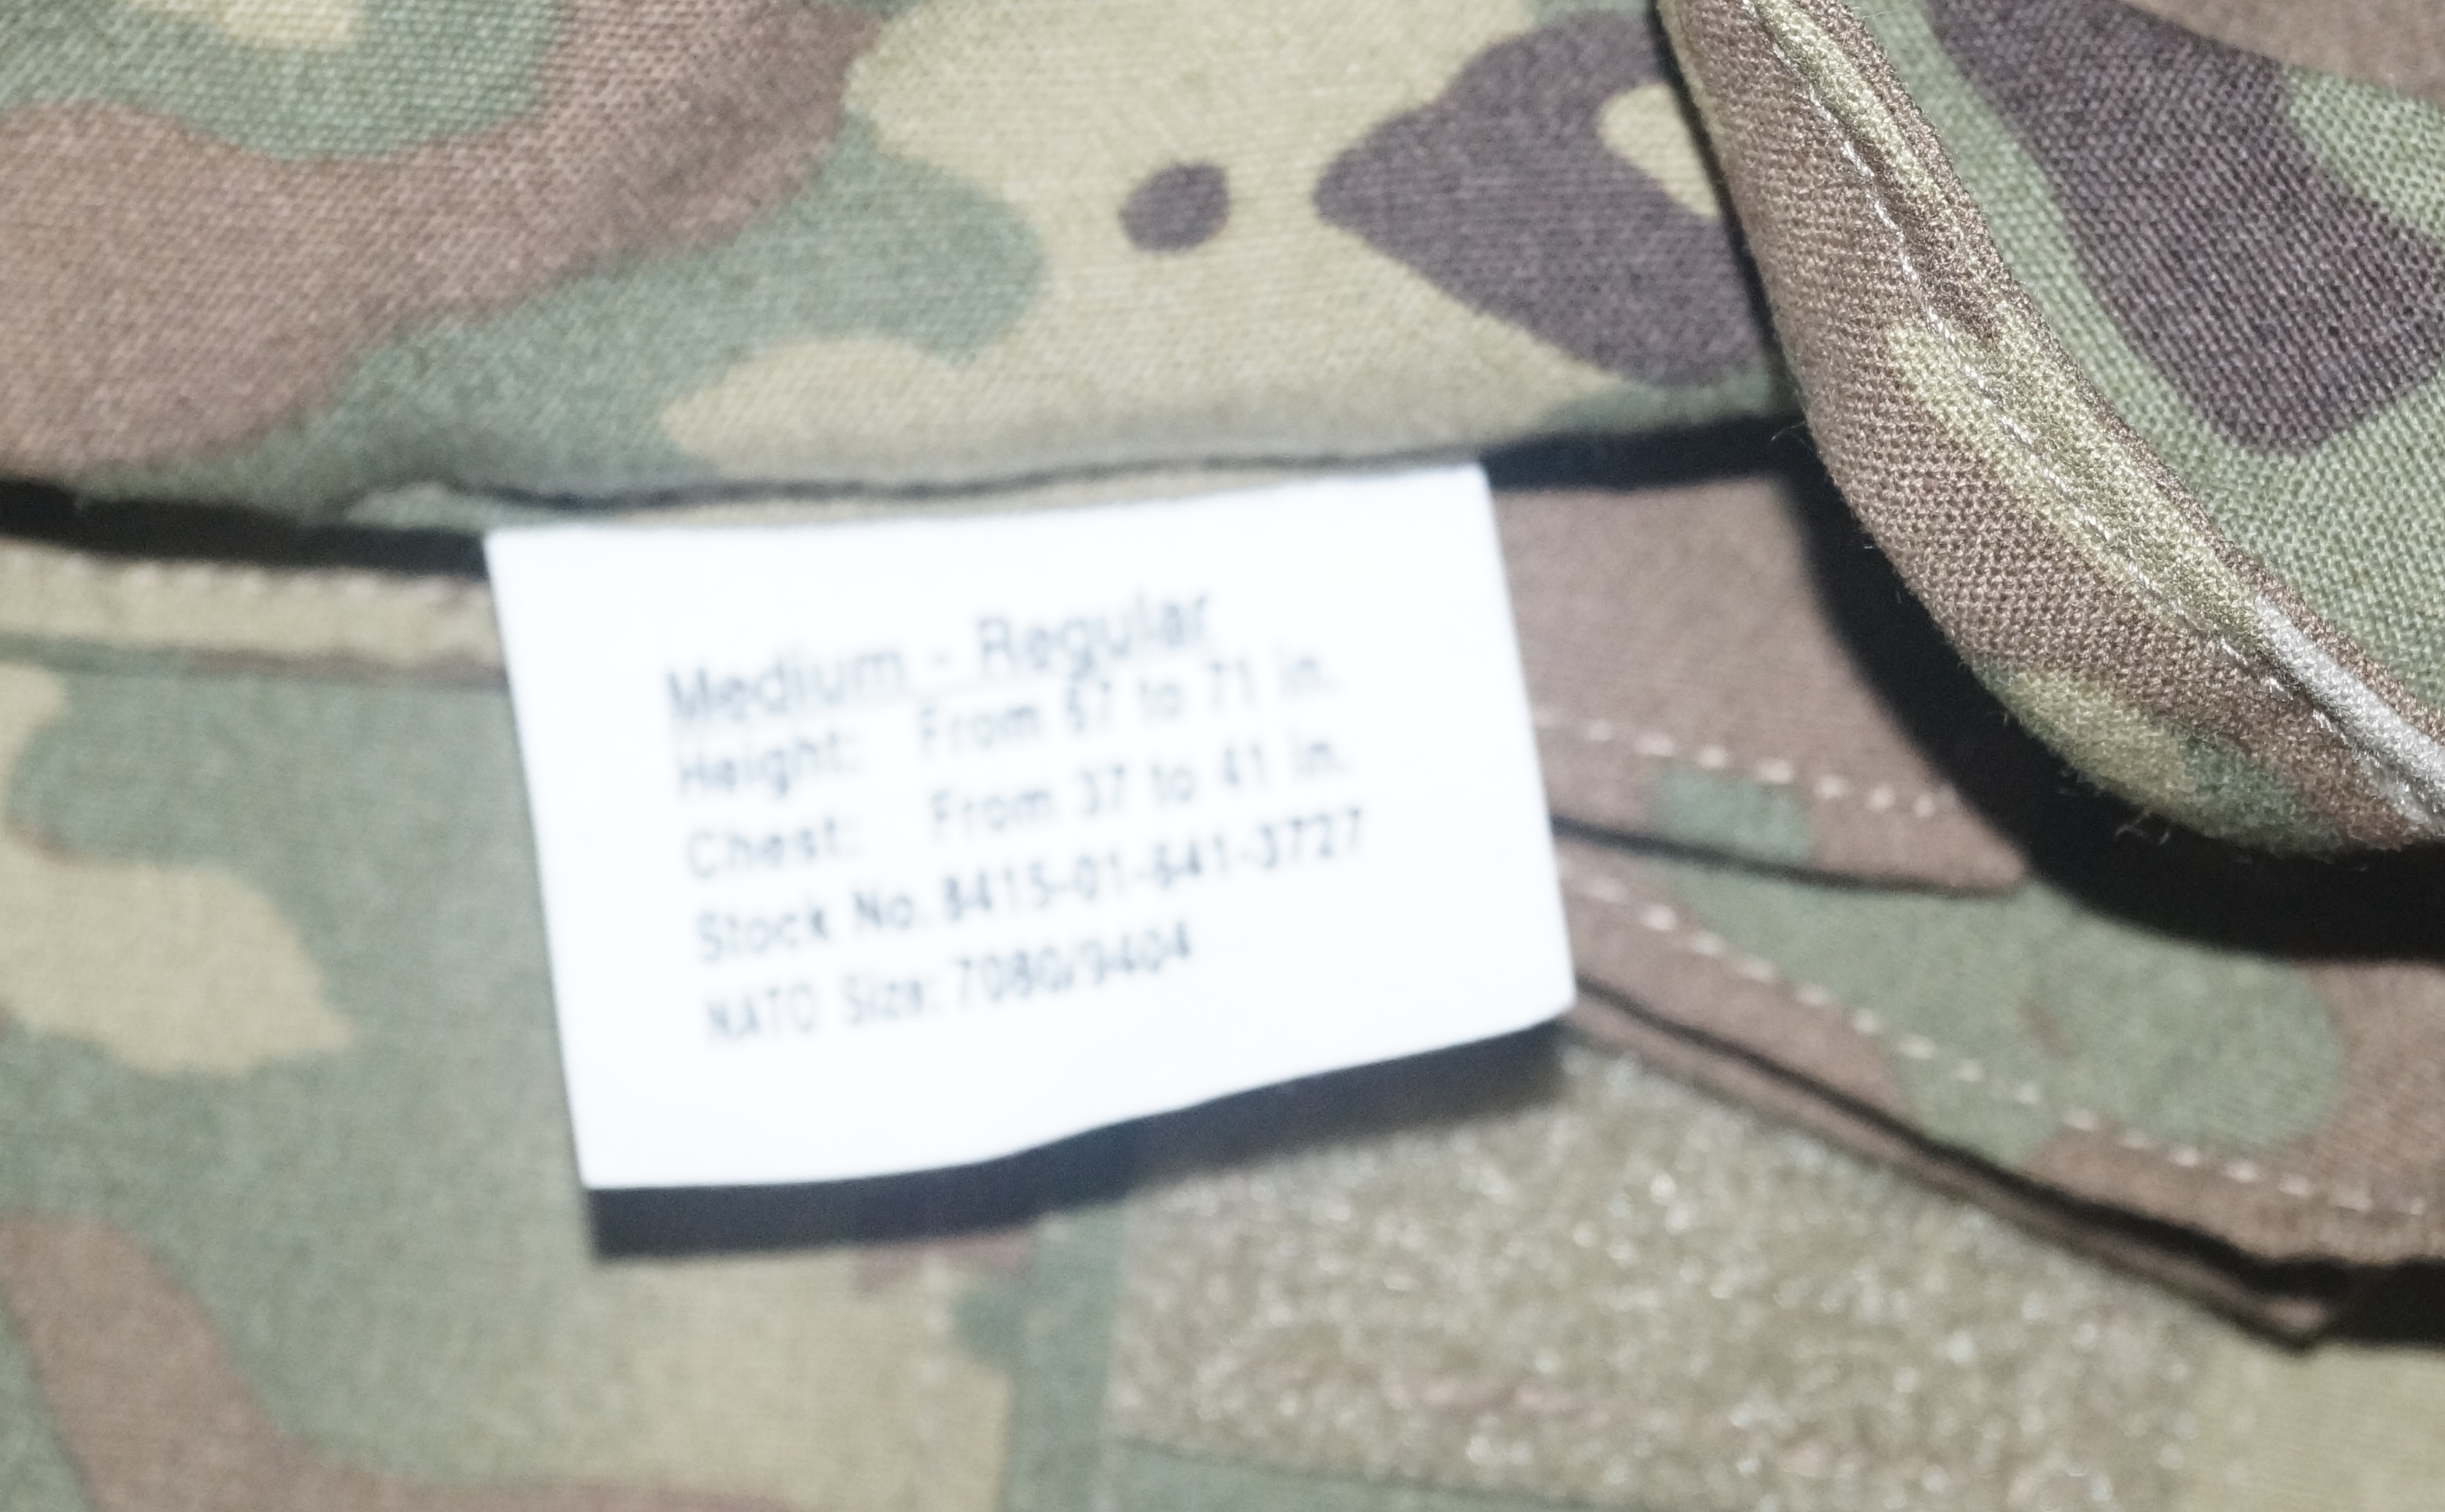 Medium - Regular
Height: From 67 to 71 in.
Chest: From 37 to 41 in.
Stock No. 8415-01-641-3727
NATO Size: 7080/9404